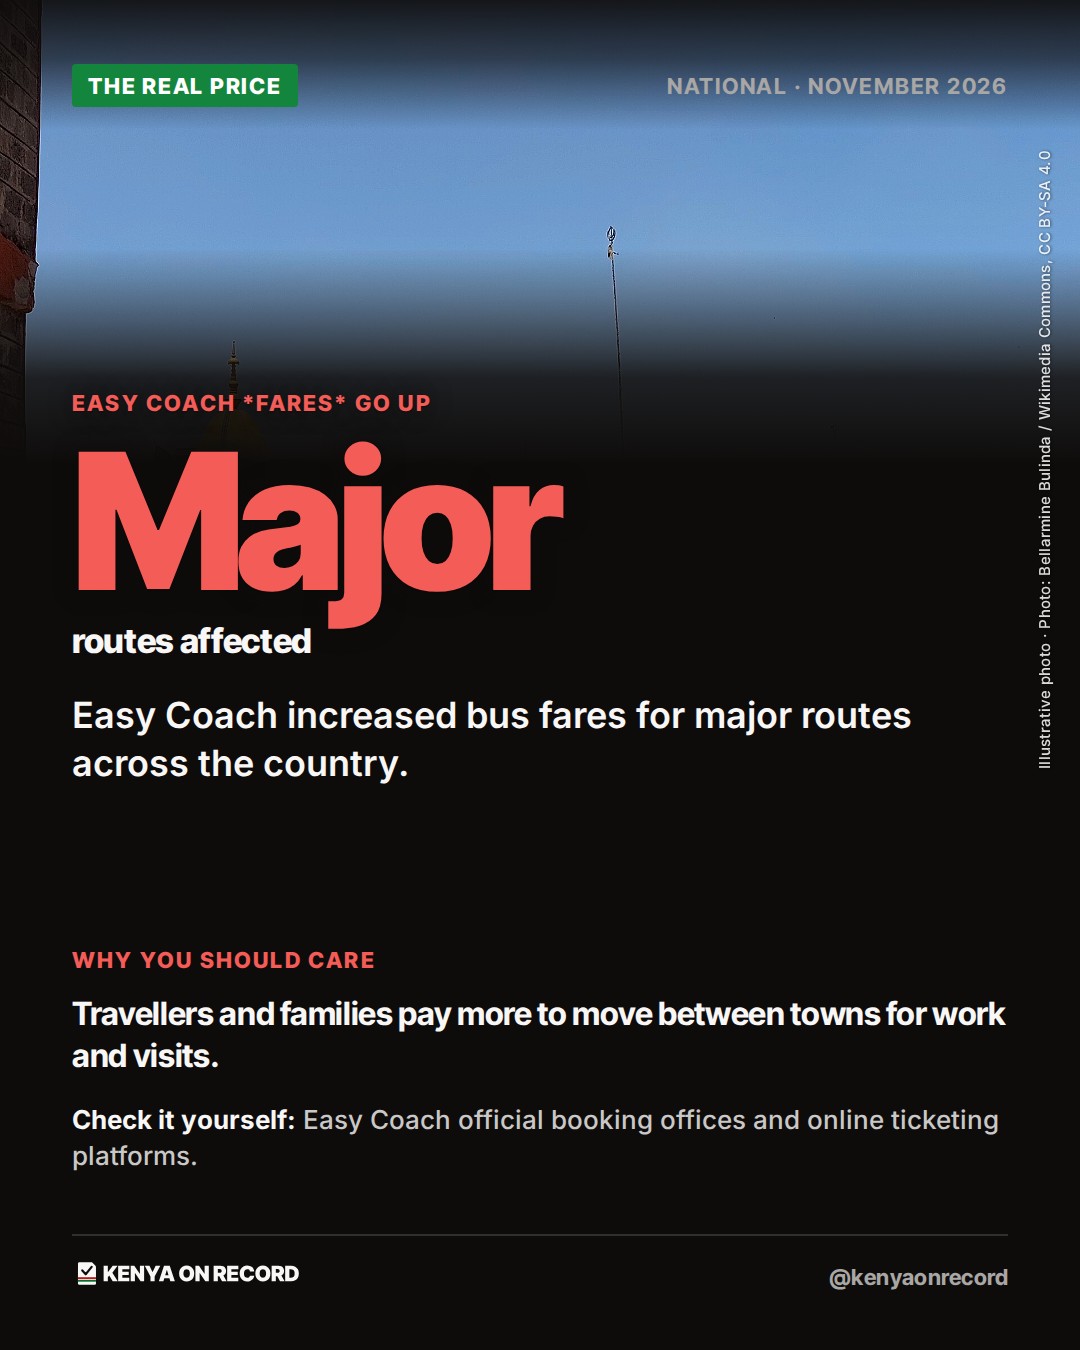 THE REAL PRICE
NATIONAL · NOVEMBER 2026
EASY COACH *FARES* GO UP
Major
routes affected
Easy Coach increased bus fares for major routes
across the country.
WHY YOU SHOULD CARE
Travellers and families pay more to move between towns for work
and visits.
Check it yourself: Easy Coach official booking offices and online ticketing
platforms.
KENYA ON RECORD
@kenyaonrecord
Illustrative photo · Photo: Bellarmine Bulinda / Wikimedia Commons, CC BY-SA 4.0